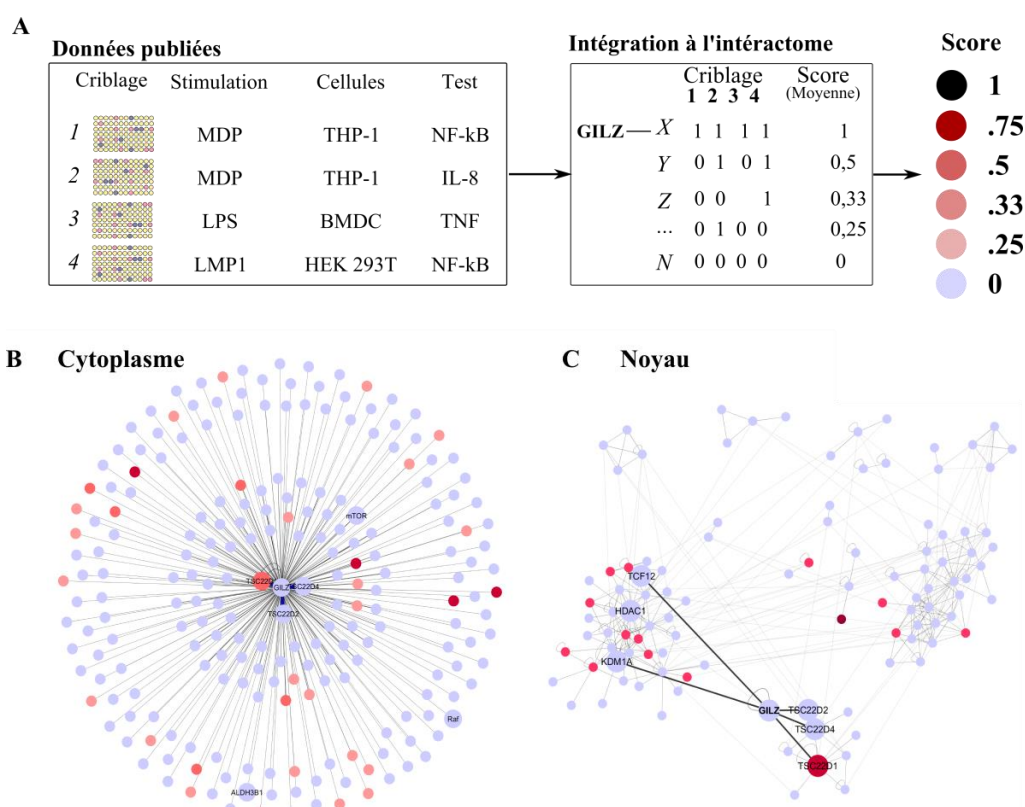 A
Données publiées
Criblage Stimulation Cellules Test
1 MDP THP-1 NF-kB
2 MDP THP-1 IL-8
3 LPS BMDC TNF
4 LMP1 HEK 293T NF-kB
Intégration à l'intéractome
Criblage Score
1 2 3 4 (Moyenne)
GILZ X 1 1 1 1 1
Y 0 1 0 1 0,5
Z 0 0 1 0,33
... 0 1 0 0 0,25
N 0 0 0 0 0
Score
1
.75
.5
.33
.25
0
B Cytoplasme
mTOR
GILZ
TSC22D4
TSC22D2
Raf
ALDH3B1
C Noyau
TCF12
HDAC1
KDM1A
GILZ
TSC22D2
TSC22D4
TSC22D1